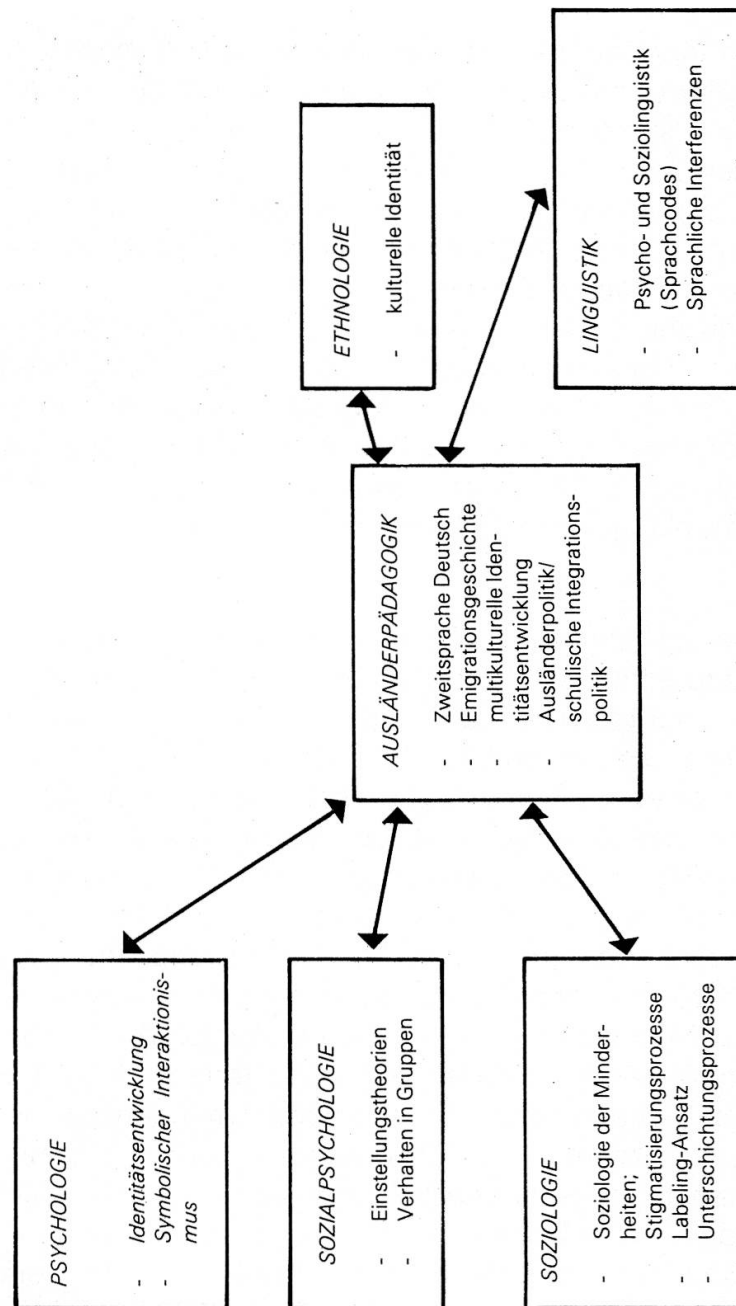 PSYCHOLOGIE
- Identitätsentwicklung
- Symbolischer Interaktionis-
mus
SOZIALPSYCHOLOGIE
- Einstellungstheorien
- Verhalten in Gruppen
SOZIOLOGIE
- Soziologie der Minder-
heiten;
Stigmatisierungsprozesse
- Labeling-Ansatz
- Unterschichtungsprozesse
AUSLÄNDERPÄDAGOGIK
- Zweitsprache Deutsch
- Emigrationsgeschichte
- multikulturelle Iden-
titätsentwicklung
- Ausländerpolitik/
schulische Integrations-
politik
ETHNOLOGIE
- kulturelle Identität
LINGUISTIK
- Psycho- und Soziolinguistik
(Sprachcodes)
- Sprachliche Interferenzen